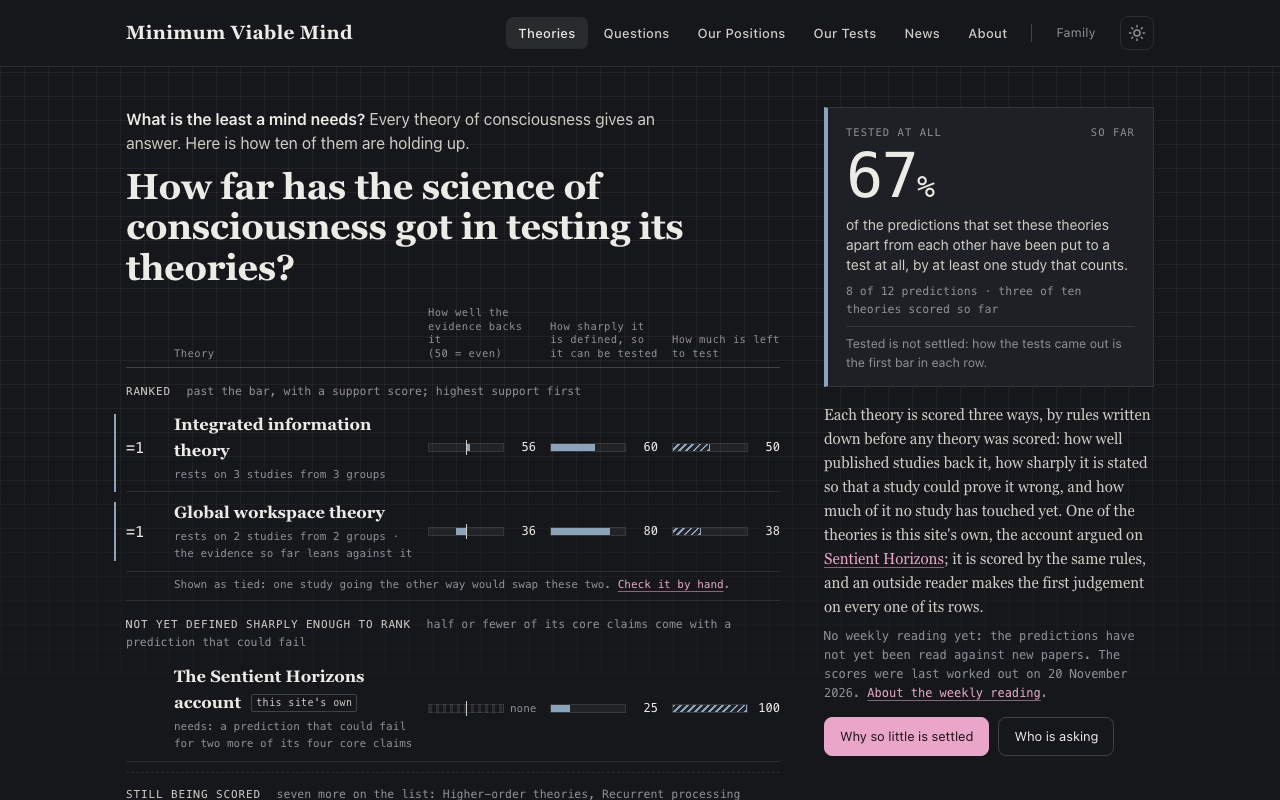 Minimum Viable Mind
Theories
Questions
Our Positions
Our Tests
News
About
Family
What is the least a mind needs? Every theory of consciousness gives an
answer. Here is how ten of them are holding up.
How far has the science of
consciousness got in testing its
theories?
Theory
How well the
evidence backs
it
(50 = even)
How sharply it
is defined, so
it can be tested
How much is left
to test
RANKED past the bar, with a support score; highest support first
=1
Integrated information
theory
rests on 3 studies from 3 groups
56
60
50
=1
Global workspace theory
rests on 2 studies from 2 groups ·
the evidence so far leans against it
36
80
38
Shown as tied: one study going the other way would swap these two. Check it by hand.
NOT YET DEFINED SHARPLY ENOUGH TO RANK half or fewer of its core claims come with a
prediction that could fail
The Sentient Horizons
account this site's own
needs: a prediction that could fail
for two more of its four core claims
none
25
100
STILL BEING SCORED seven more on the list: Higher-order theories, Recurrent processing
TESTED AT ALL
SO FAR
67%
of the predictions that set these theories
apart from each other have been put to a
test at all, by at least one study that counts.
8 of 12 predictions · three of ten
theories scored so far
Tested is not settled: how the tests came out is
the first bar in each row.
Each theory is scored three ways, by rules written
down before any theory was scored: how well
published studies back it, how sharply it is stated
so that a study could prove it wrong, and how
much of it no study has touched yet. One of the
theories is this site's own, the account argued on
Sentient Horizons; it is scored by the same rules,
and an outside reader makes the first judgement
on every one of its rows.
No weekly reading yet: the predictions have
not yet been read against new papers. The
scores were last worked out on 20 November
2026. About the weekly reading.
Why so little is settled
Who is asking